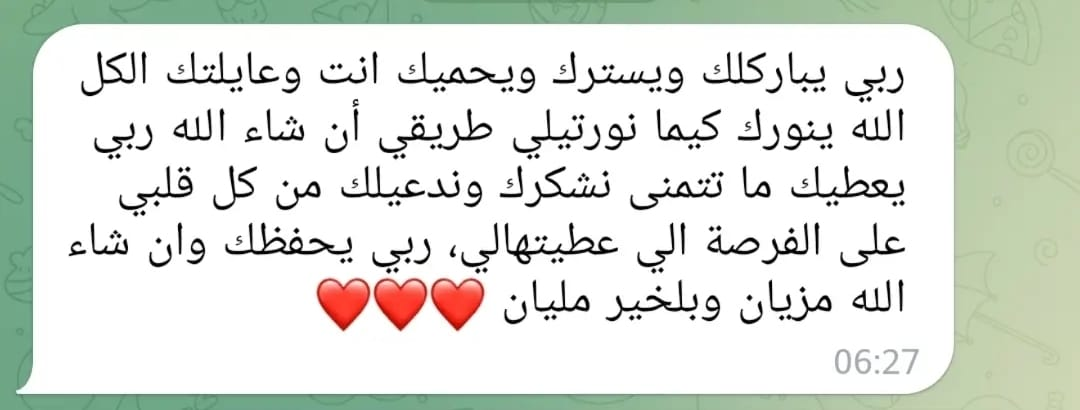 ربي يباركلك ويسترك ويحميك انت وعايلتك الكل
الله ينورك كيما نورتيلي طريقي أن شاء الله ربي
يعطيك ما تتمنى نشكرك وندعيلك من كل قلبي
على الفرصة الي عطيتهالي، ربي يحفظك وان شاء
الله مزيان وبلخير مليان ❤️❤️❤️
06:27